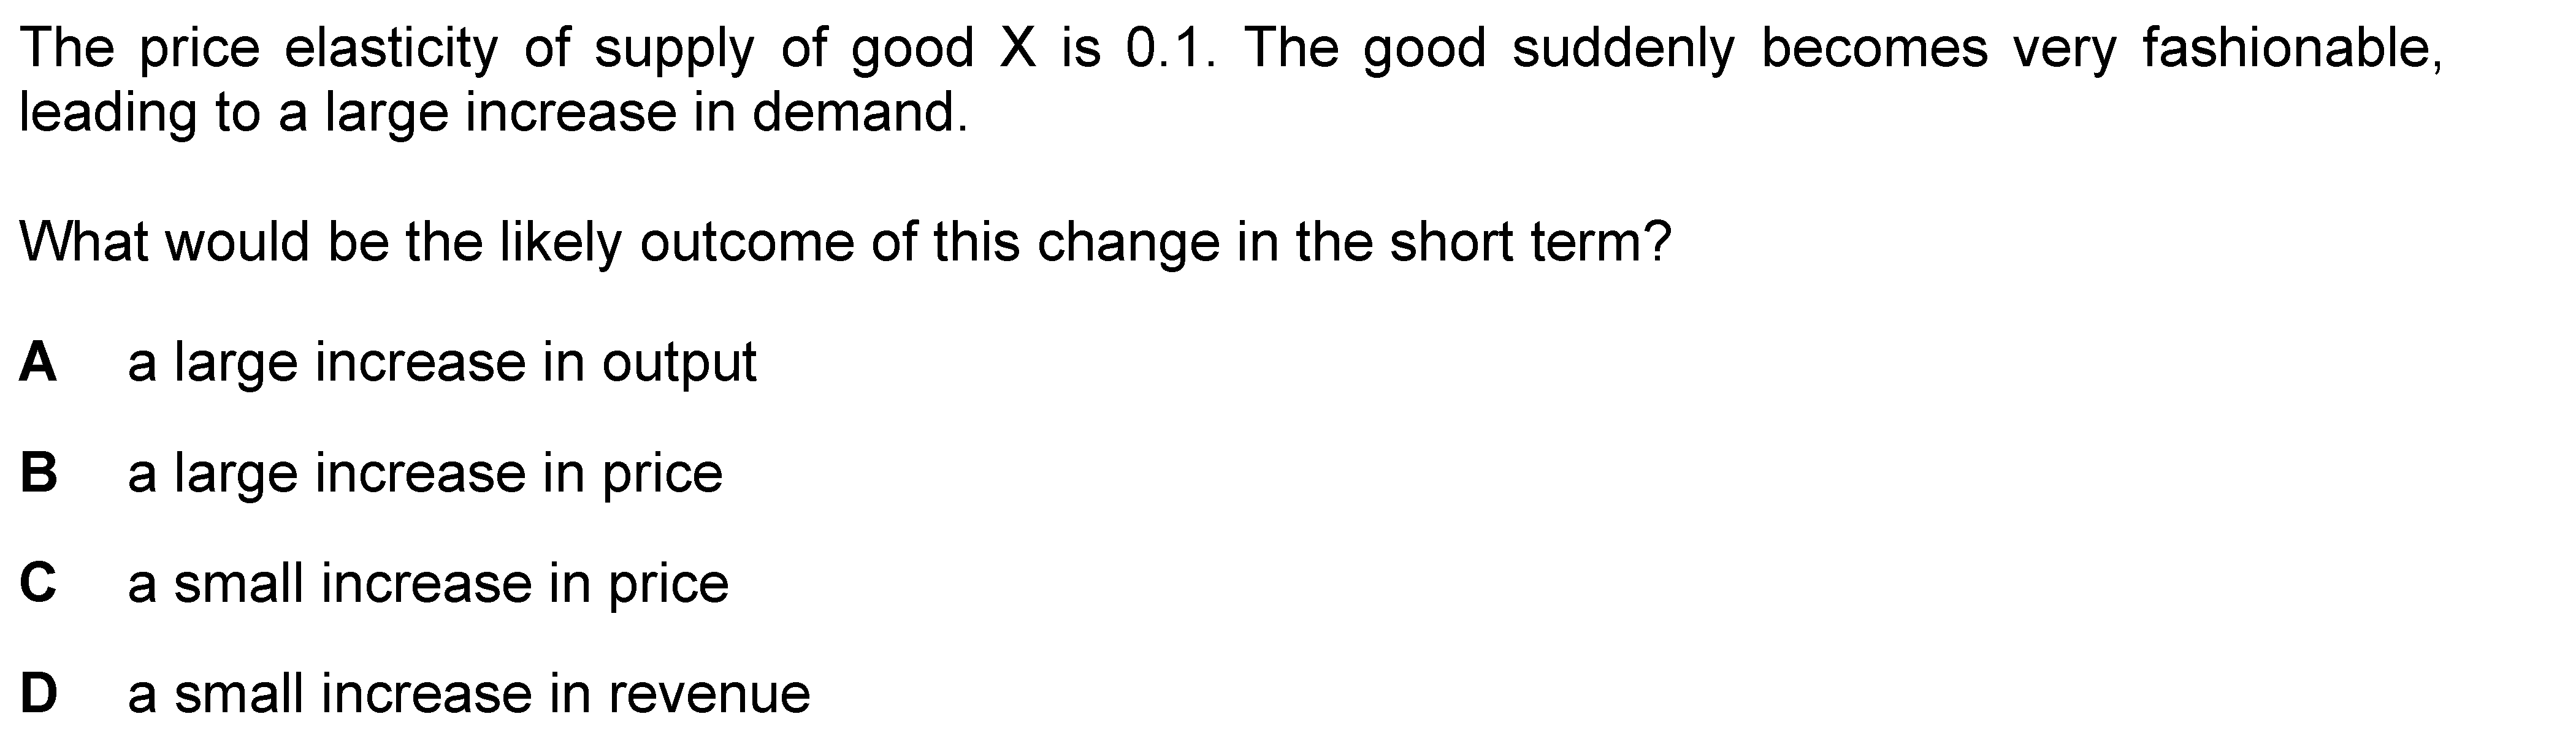 The price elasticity of supply of good X is 0.1. The good suddenly becomes very fashionable,
leading to a large increase in demand.
What would be the likely outcome of this change in the short term?
A a large increase in output
B a large increase in price
C a small increase in price
D a small increase in revenue